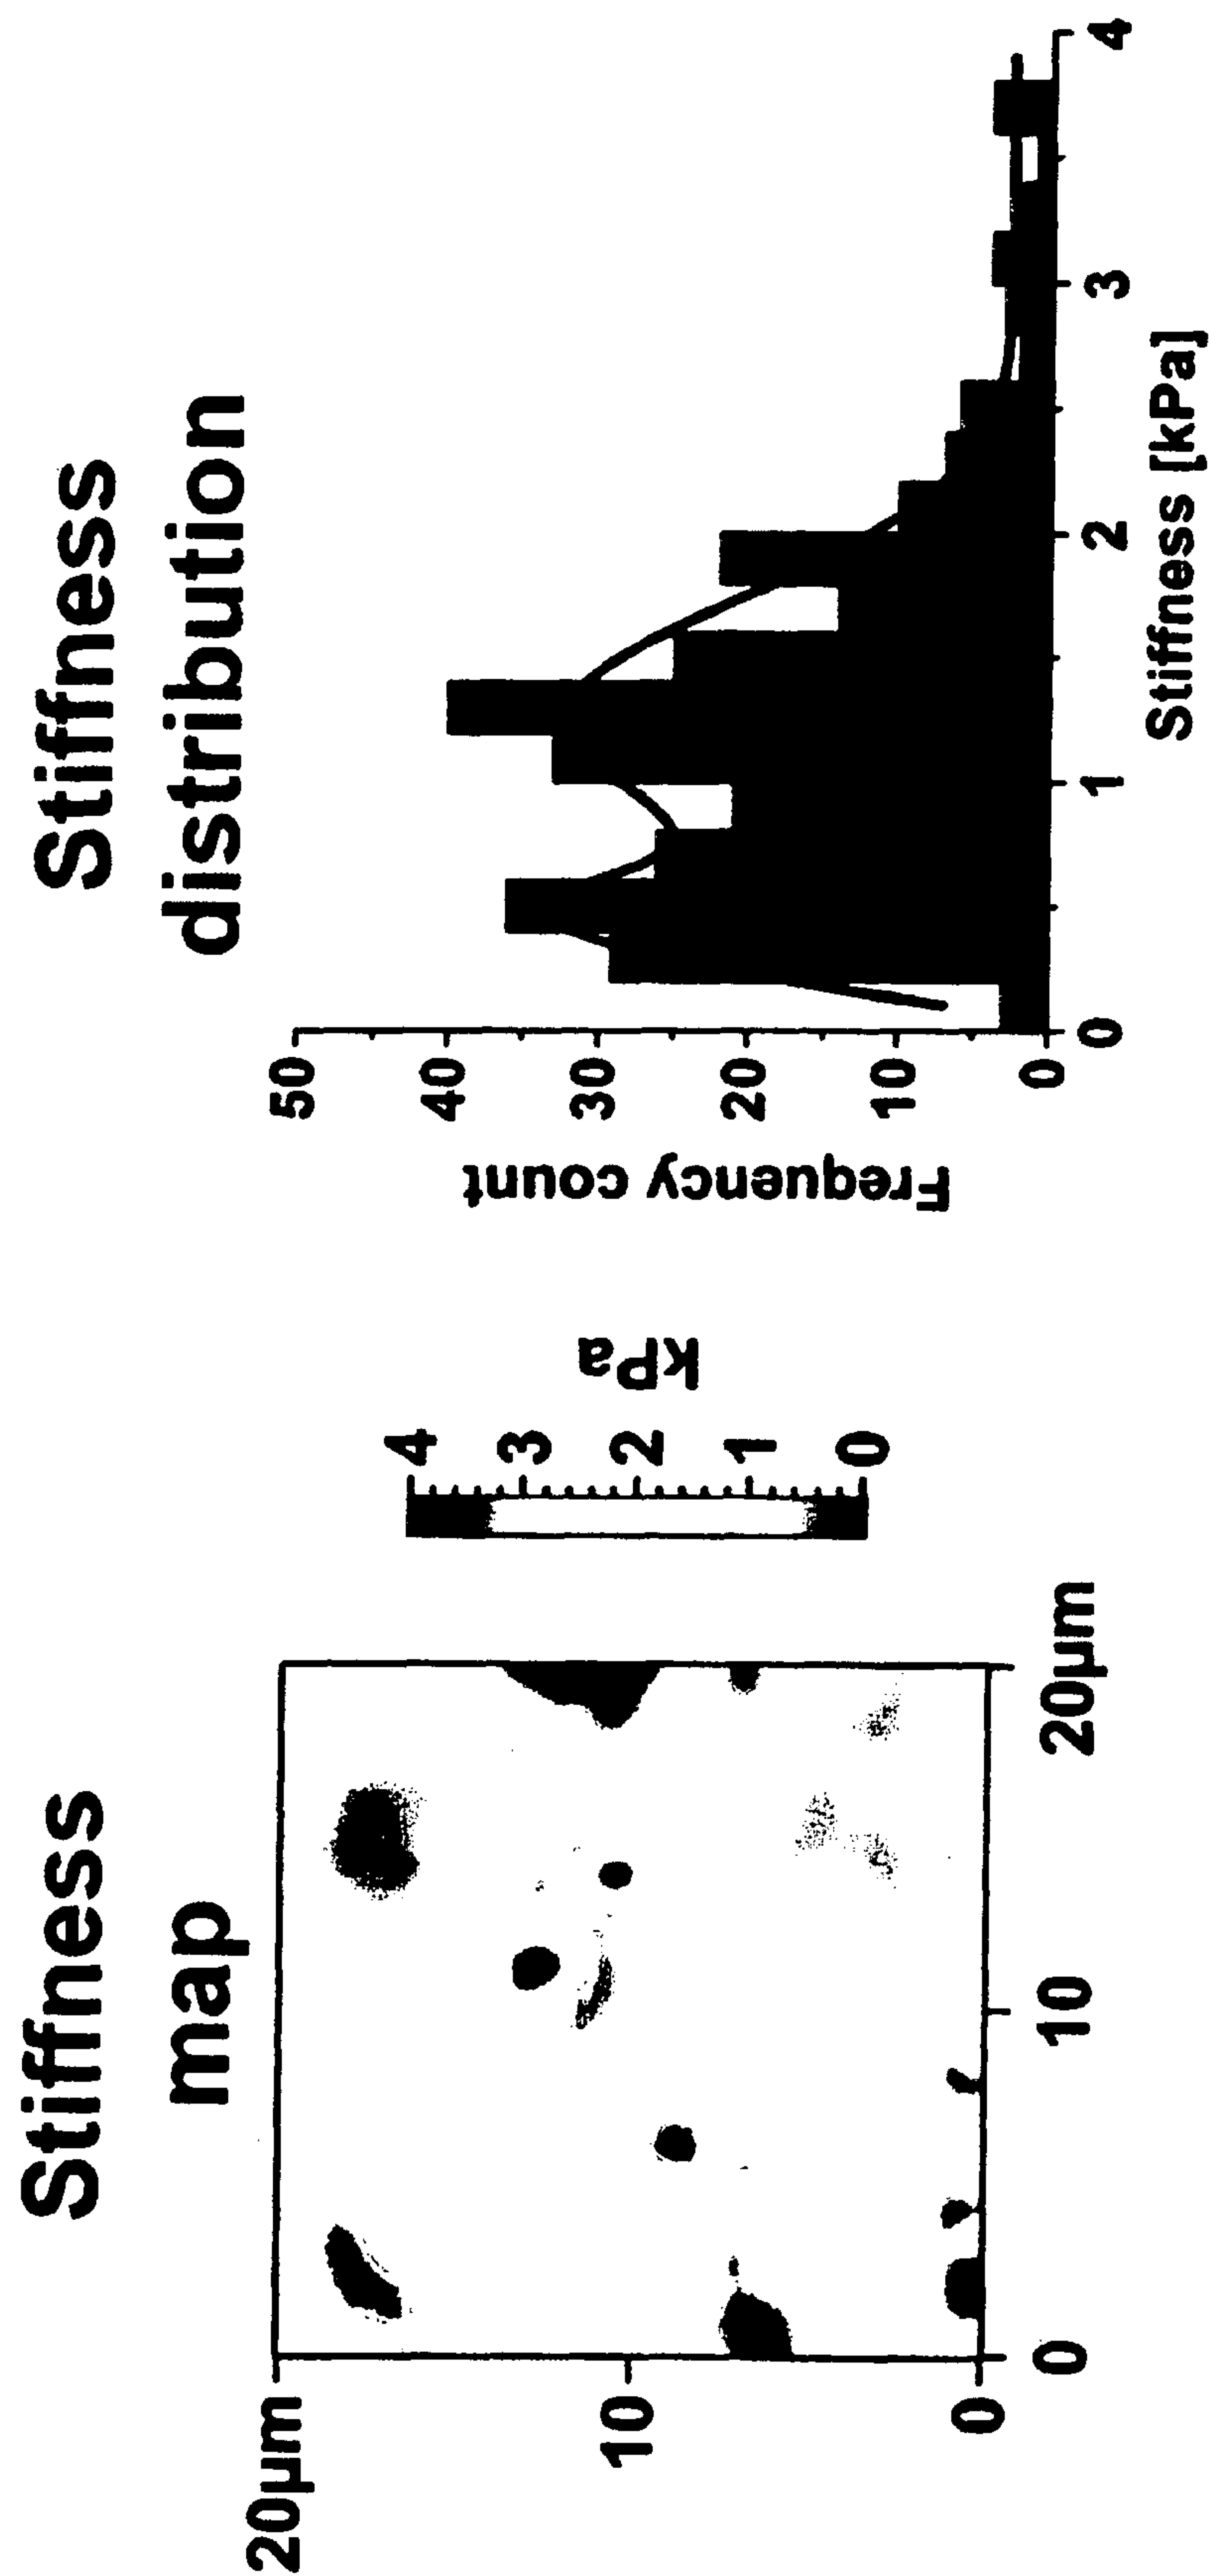 Stiffness
map
20µm
10
0
0
10
20µm
4
3
2
1
0
kPa
Stiffness
distribution
Frequency count
50
40
30
20
10
0
0
1
2
3
4
Stiffness [kPa]